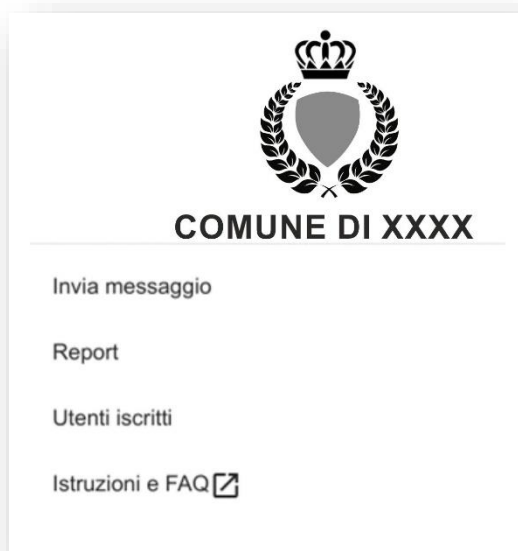 COMUNE DI XXXX
Invia messaggio
Report
Utenti iscritti
Istruzioni e FAQ